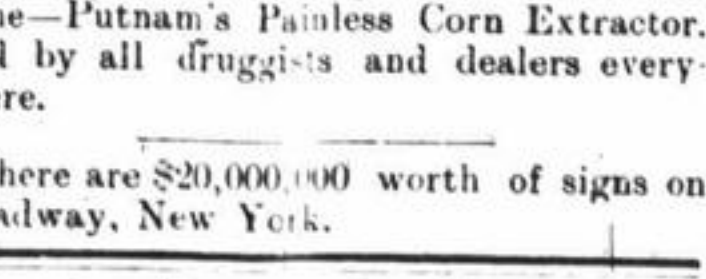 ne—Putnam's Painless Corn Extractor.
d by all druggists and dealers every-
ere.
here are $20,000,000 worth of signs on
adway, New York.